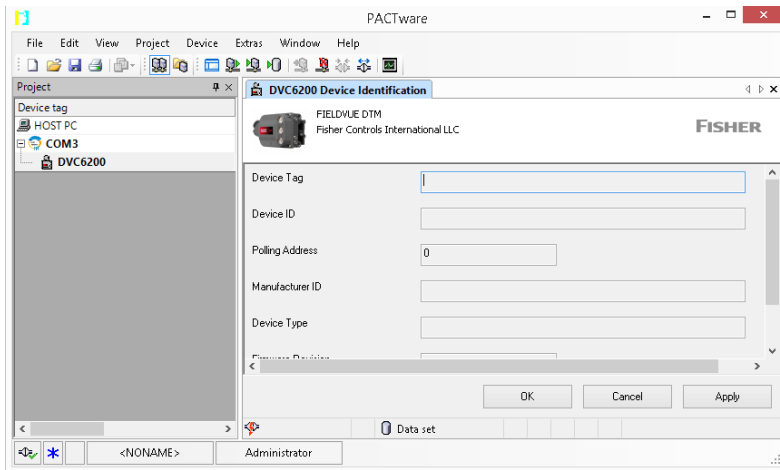 PACTware
File Edit View Project Device Extras Window Help
Project
DVC6200 Device Identification
Device tag
HOST PC
COM3
DVC6200
FIELDVUE DTM
Fisher Controls International LLC
FISHER
Device Tag
Device ID
Polling Address
0
Manufacturer ID
Device Type
Firmware Revision
OK Cancel Apply
Data set
<NONAME> Administrator